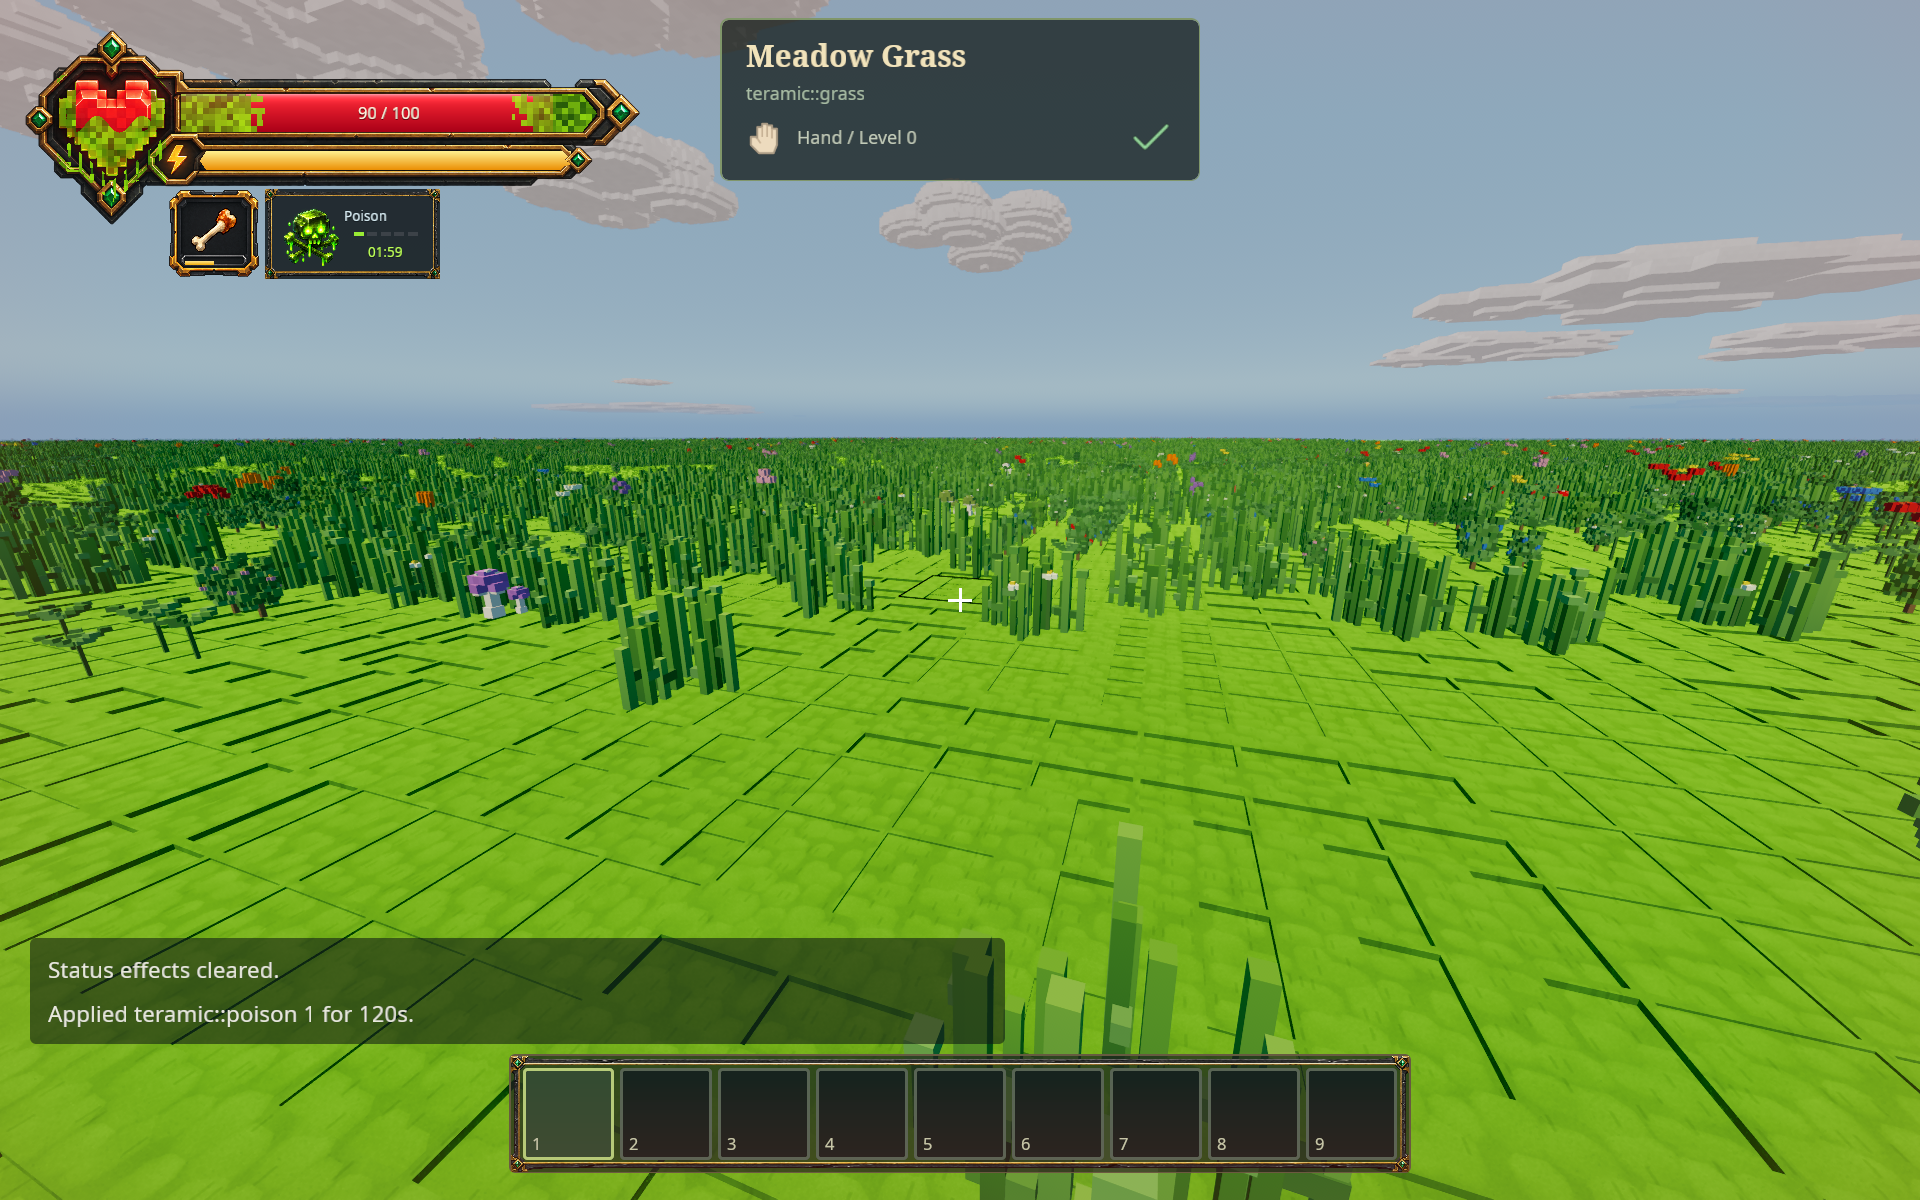 Meadow Grass
teramic::grass
Hand / Level 0
90 / 100
Poison
01:59
Status effects cleared.
Applied teramic::poison 1 for 120s.
1 2 3 4 5 6 7 8 9